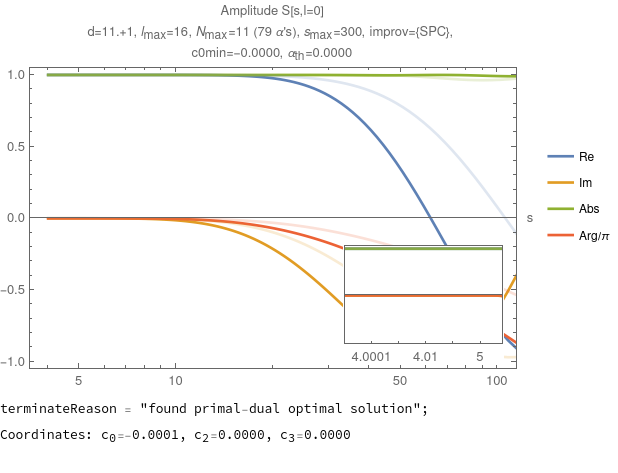 Amplitude S[s,l=0]
d=11.+1, lmax=16, Nmax=11 (79 α's), smax=300, improv={SPC},
c0min=-0.0000, αth=0.0000
1.0
0.5
0.0
-0.5
-1.0
s
Re
Im
Abs
Arg/π
4.0001 4.01 5
5 10 50 100
terminateReason = "found primal-dual optimal solution";
Coordinates: c0=-0.0001, c2=0.0000, c3=0.0000